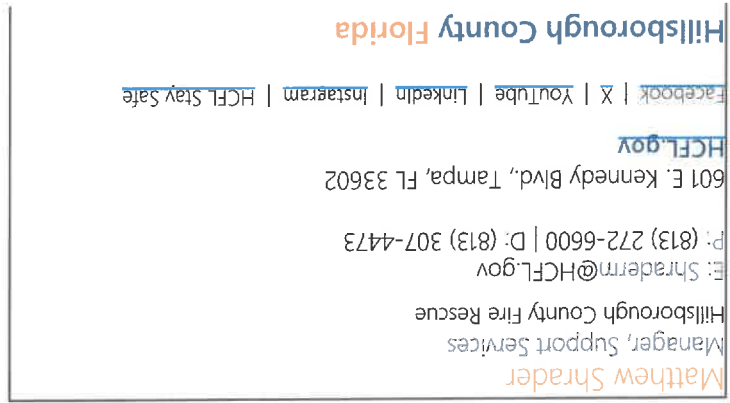 Matthew Shrader
Manager, Support Services
Hillsborough County Fire Rescue
E: Shraderm@HCFL.gov
P: (813) 272-6600 | D: (813) 307-4473
601 E. Kennedy Blvd., Tampa, FL 33602
HCFL.gov
Facebook | X | YouTube | LinkedIn | Instagram | HCFL Stay Safe
Hillsborough County Florida